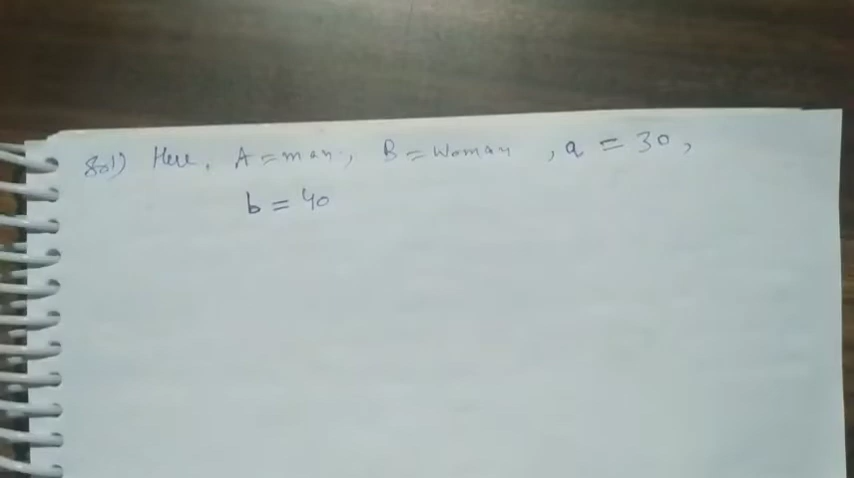 Sol) Here, A = man, B = Woman, a = 30,
b = 40